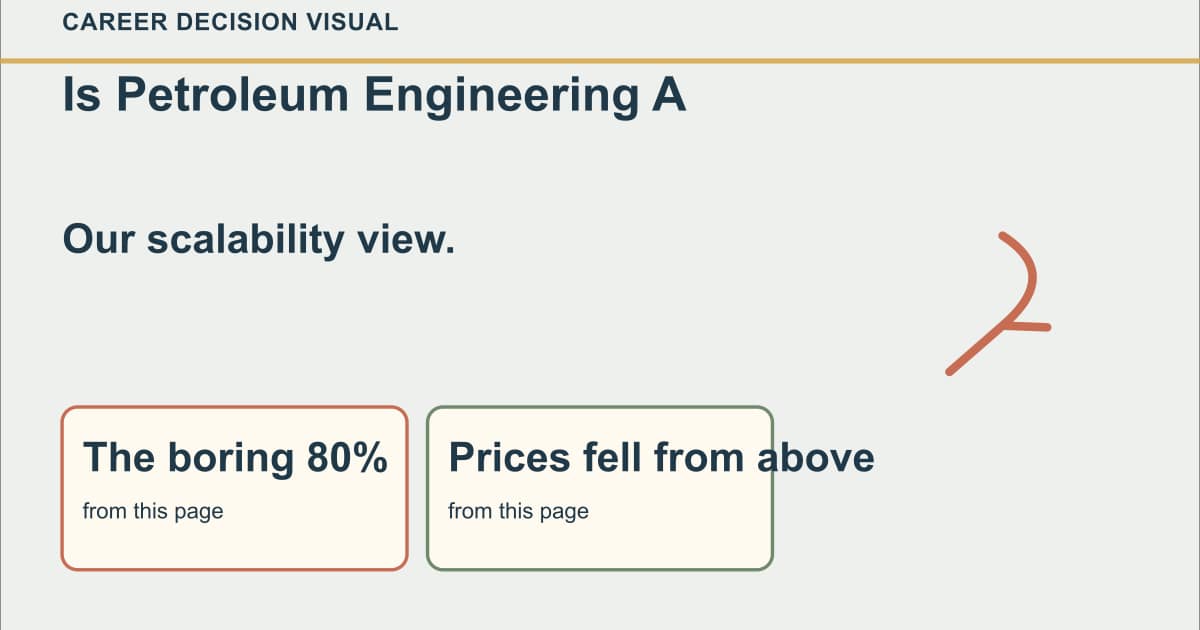 CAREER DECISION VISUAL
Is Petroleum Engineering A
Our scalability view.
The boring 80%
from this page
Prices fell from above
from this page